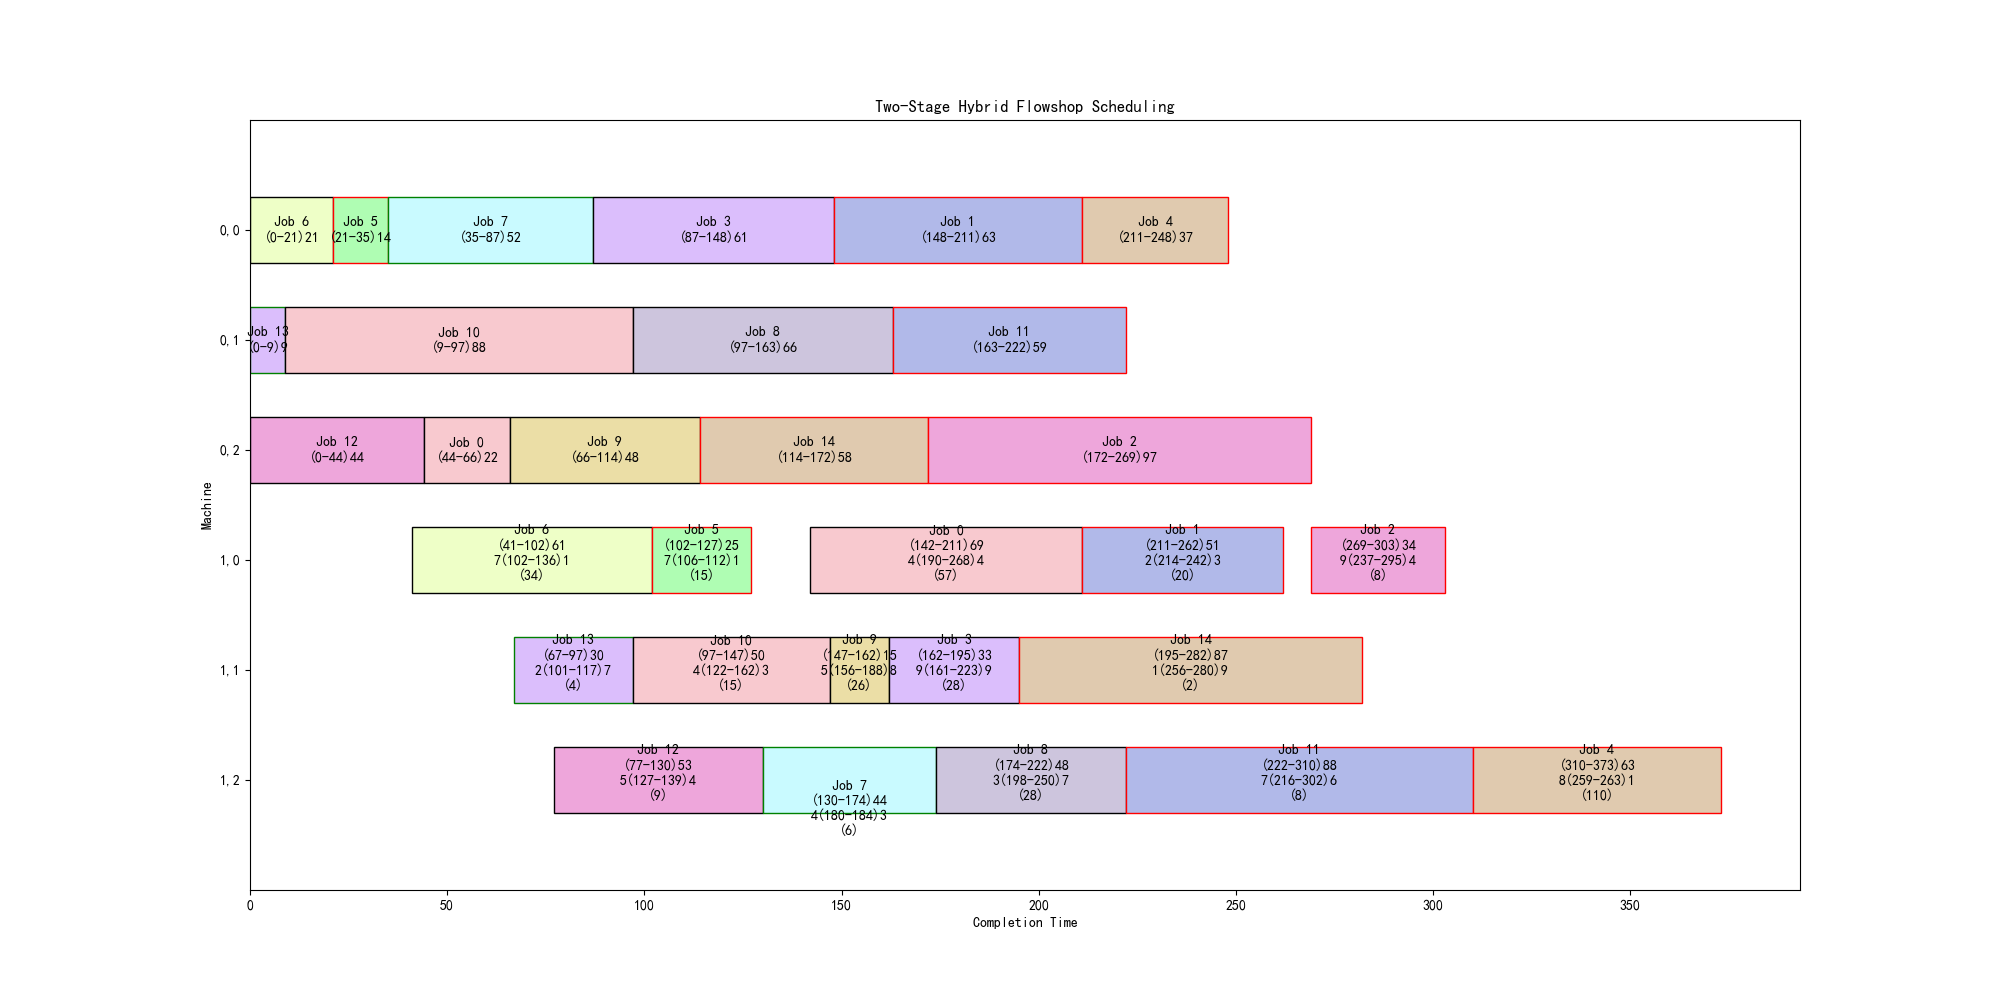 Two-Stage Hybrid Flowshop Scheduling
0,0
Job 6
(0-21)21
Job 5
(21-35)14
Job 7
(35-87)52
Job 3
(87-148)61
Job 1
(148-211)63
Job 4
(211-248)37
0,1
Job 13
(0-9)9
Job 10
(9-97)88
Job 8
(97-163)66
Job 11
(163-222)59
0,2
Job 12
(0-44)44
Job 0
(44-66)22
Job 9
(66-114)48
Job 14
(114-172)58
Job 2
(172-269)97
Machine
1,0
Job 6
(41-102)61
7(102-136)1
(34)
Job 5
(102-127)25
7(106-112)1
(15)
Job 0
(142-211)69
4(190-268)4
(57)
Job 1
(211-262)51
2(214-242)3
(20)
Job 2
(269-303)34
9(237-295)4
(8)
1,1
Job 13
(67-97)30
2(101-117)7
(4)
Job 10
(97-147)50
4(122-162)3
(15)
Job 9
(147-162)15
5(156-188)8
(26)
Job 3
(162-195)33
9(161-223)9
(28)
Job 14
(195-282)87
1(256-280)9
(2)
1,2
Job 12
(77-130)53
5(127-139)4
(9)
Job 7
(130-174)44
4(180-184)3
(6)
Job 8
(174-222)48
3(198-250)7
(28)
Job 11
(222-310)88
7(216-302)6
(8)
Job 4
(310-373)63
8(259-263)1
(110)
0 50 100 150 200 250 300 350
Completion Time